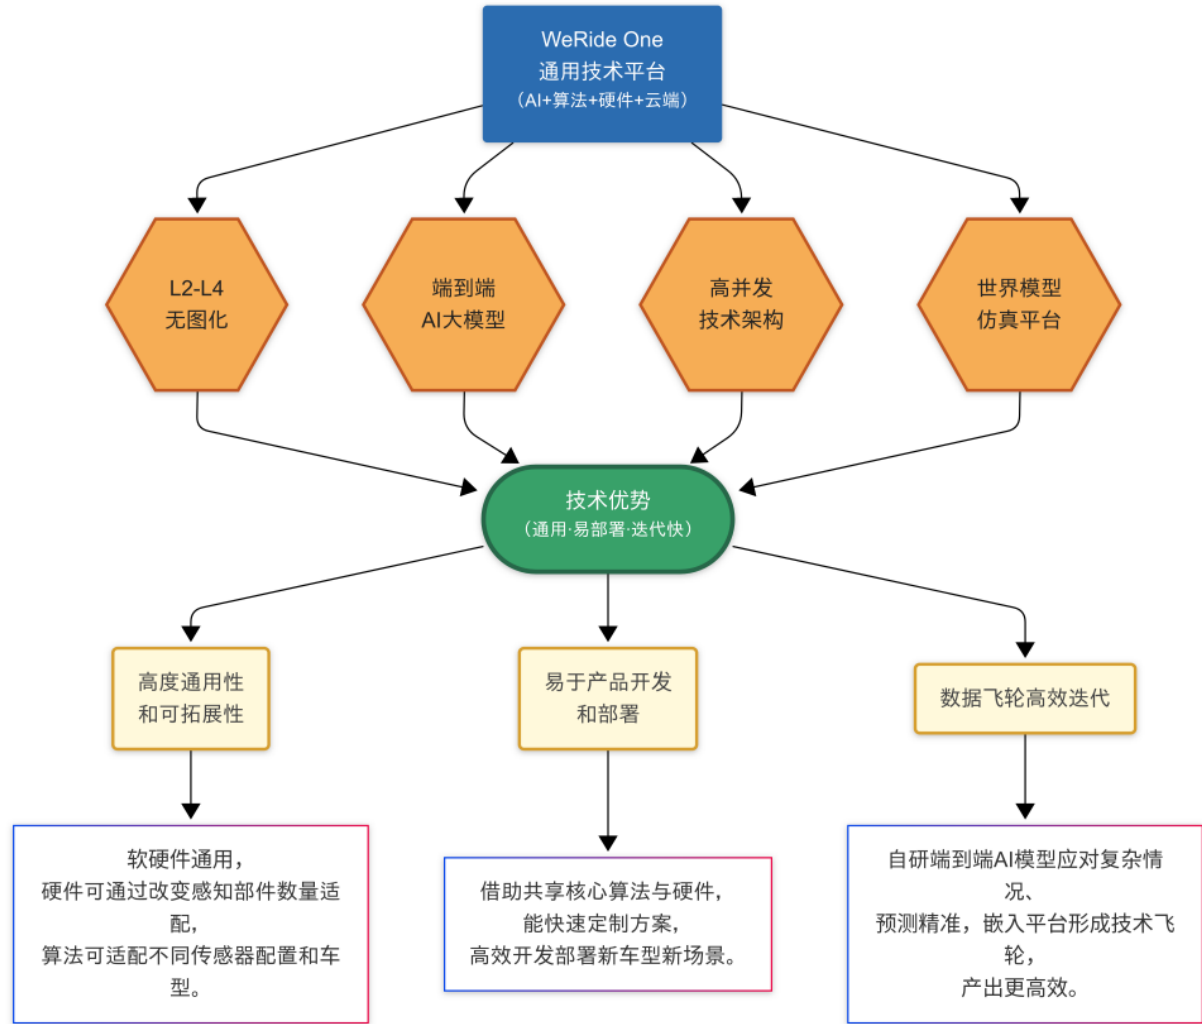 WeRide One
通用技术平台
（AI+算法+硬件+云端）
L2-L4
无图化
端到端
AI大模型
高并发
技术架构
世界模型
仿真平台
技术优势
（通用·易部署·迭代快）
高度通用性
和可拓展性
易于产品开发
和部署
数据飞轮高效迭代
软硬件通用，
硬件可通过改变感知部件数量适
配，
算法可适配不同传感器配置和车
型。
借助共享核心算法与硬件，
能快速定制方案，
高效开发部署新车型新场景。
自研端到端AI模型应对复杂情
况、
预测精准，嵌入平台形成技术飞
轮，
产出更高效。